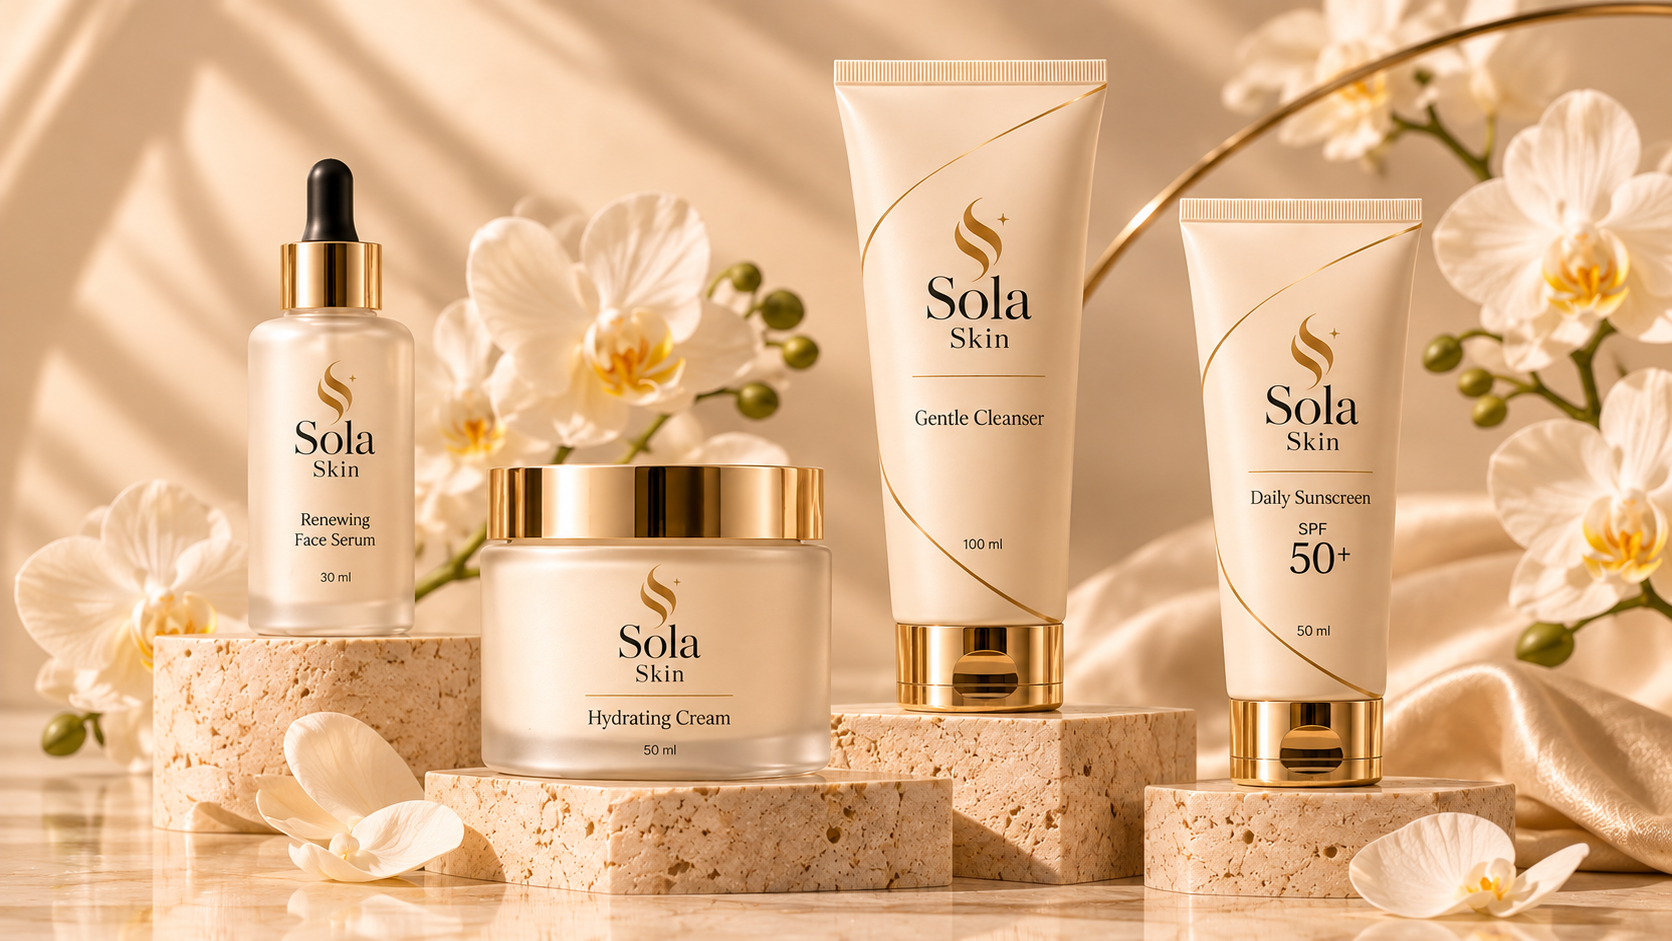 Sola
Skin
Renewing
Face Serum
30 ml
Sola
Skin
Hydrating Cream
50 ml
Sola
Skin
Gentle Cleanser
100 ml
Sola
Skin
Daily Sunscreen
SPF
50+
50 ml